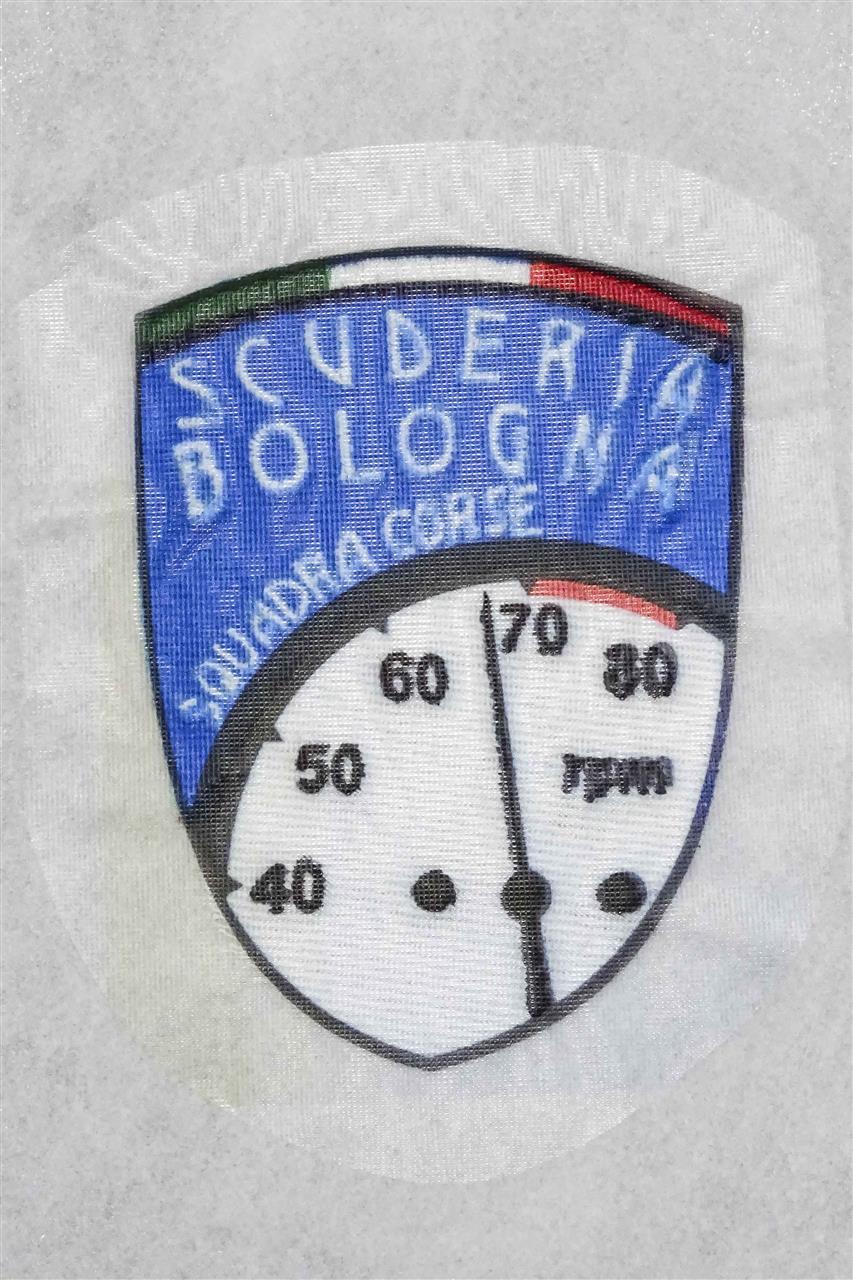 SCUDERIA
BOLOGNA
SQUADRA CORSE
70
60
80
50
rpm
40